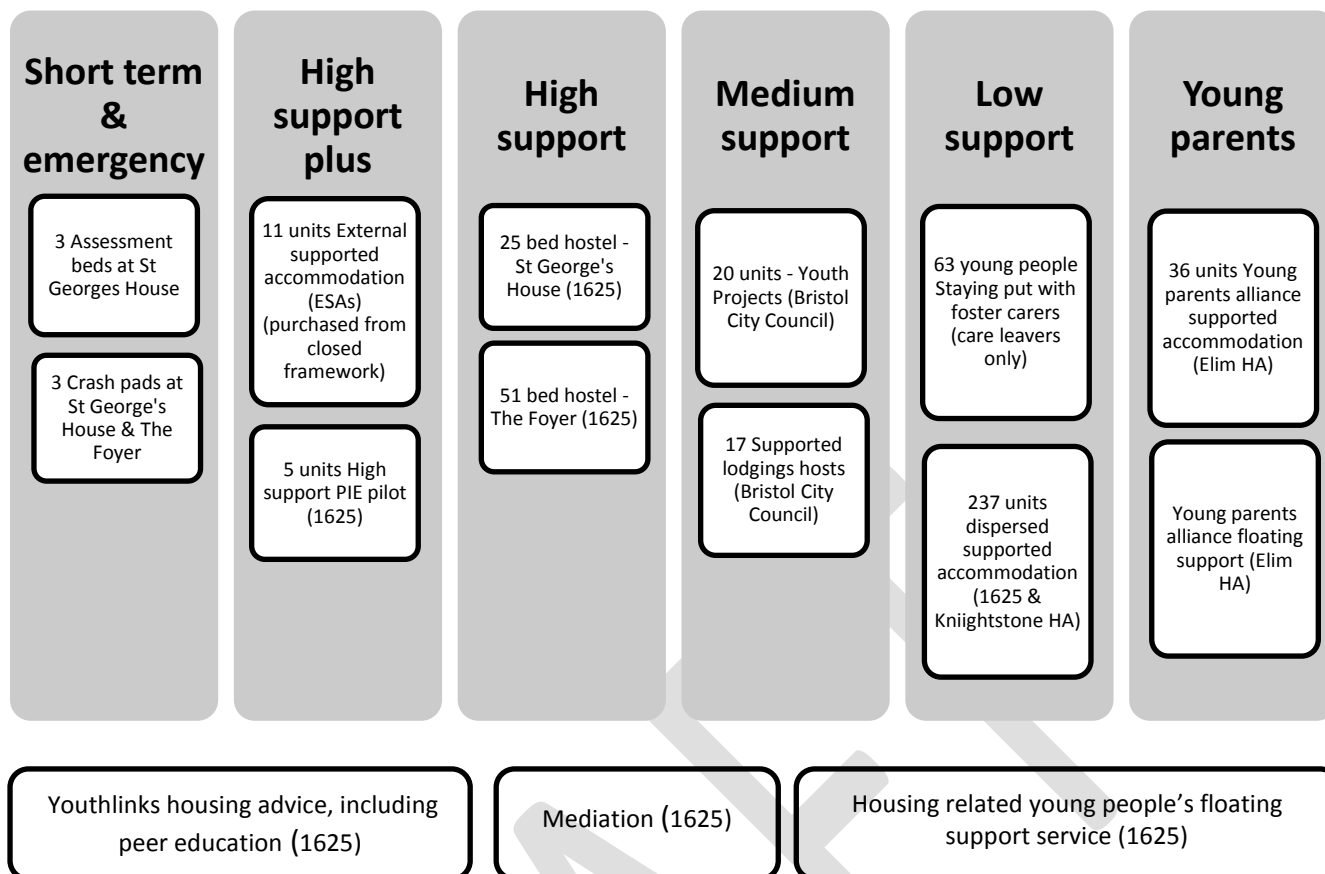 Short term
&
emergency
3 Assessment
beds at St
Georges House
3 Crash pads at
St George's
House & The
Foyer
High
support
plus
11 units External
supported
accommodation
(ESAs)
(purchased from
closed
framework)
5 units High
support PIE pilot
(1625)
High
support
25 bed hostel -
St George's
House (1625)
51 bed hostel -
The Foyer (1625)
Medium
support
20 units - Youth
Projects (Bristol
City Council)
17 Supported
lodgings hosts
(Bristol City
Council)
Low
support
63 young people
Staying put with
foster carers
(care leavers
only)
237 units
dispersed
supported
accommodation
(1625 &
Kniightstone HA)
Young
parents
36 units Young
parents alliance
supported
accommodation
(Elim HA)
Young parents
alliance floating
support (Elim
HA)
Youthlinks housing advice, including
peer education (1625)
Mediation (1625)
Housing related young people’s floating
support service (1625)